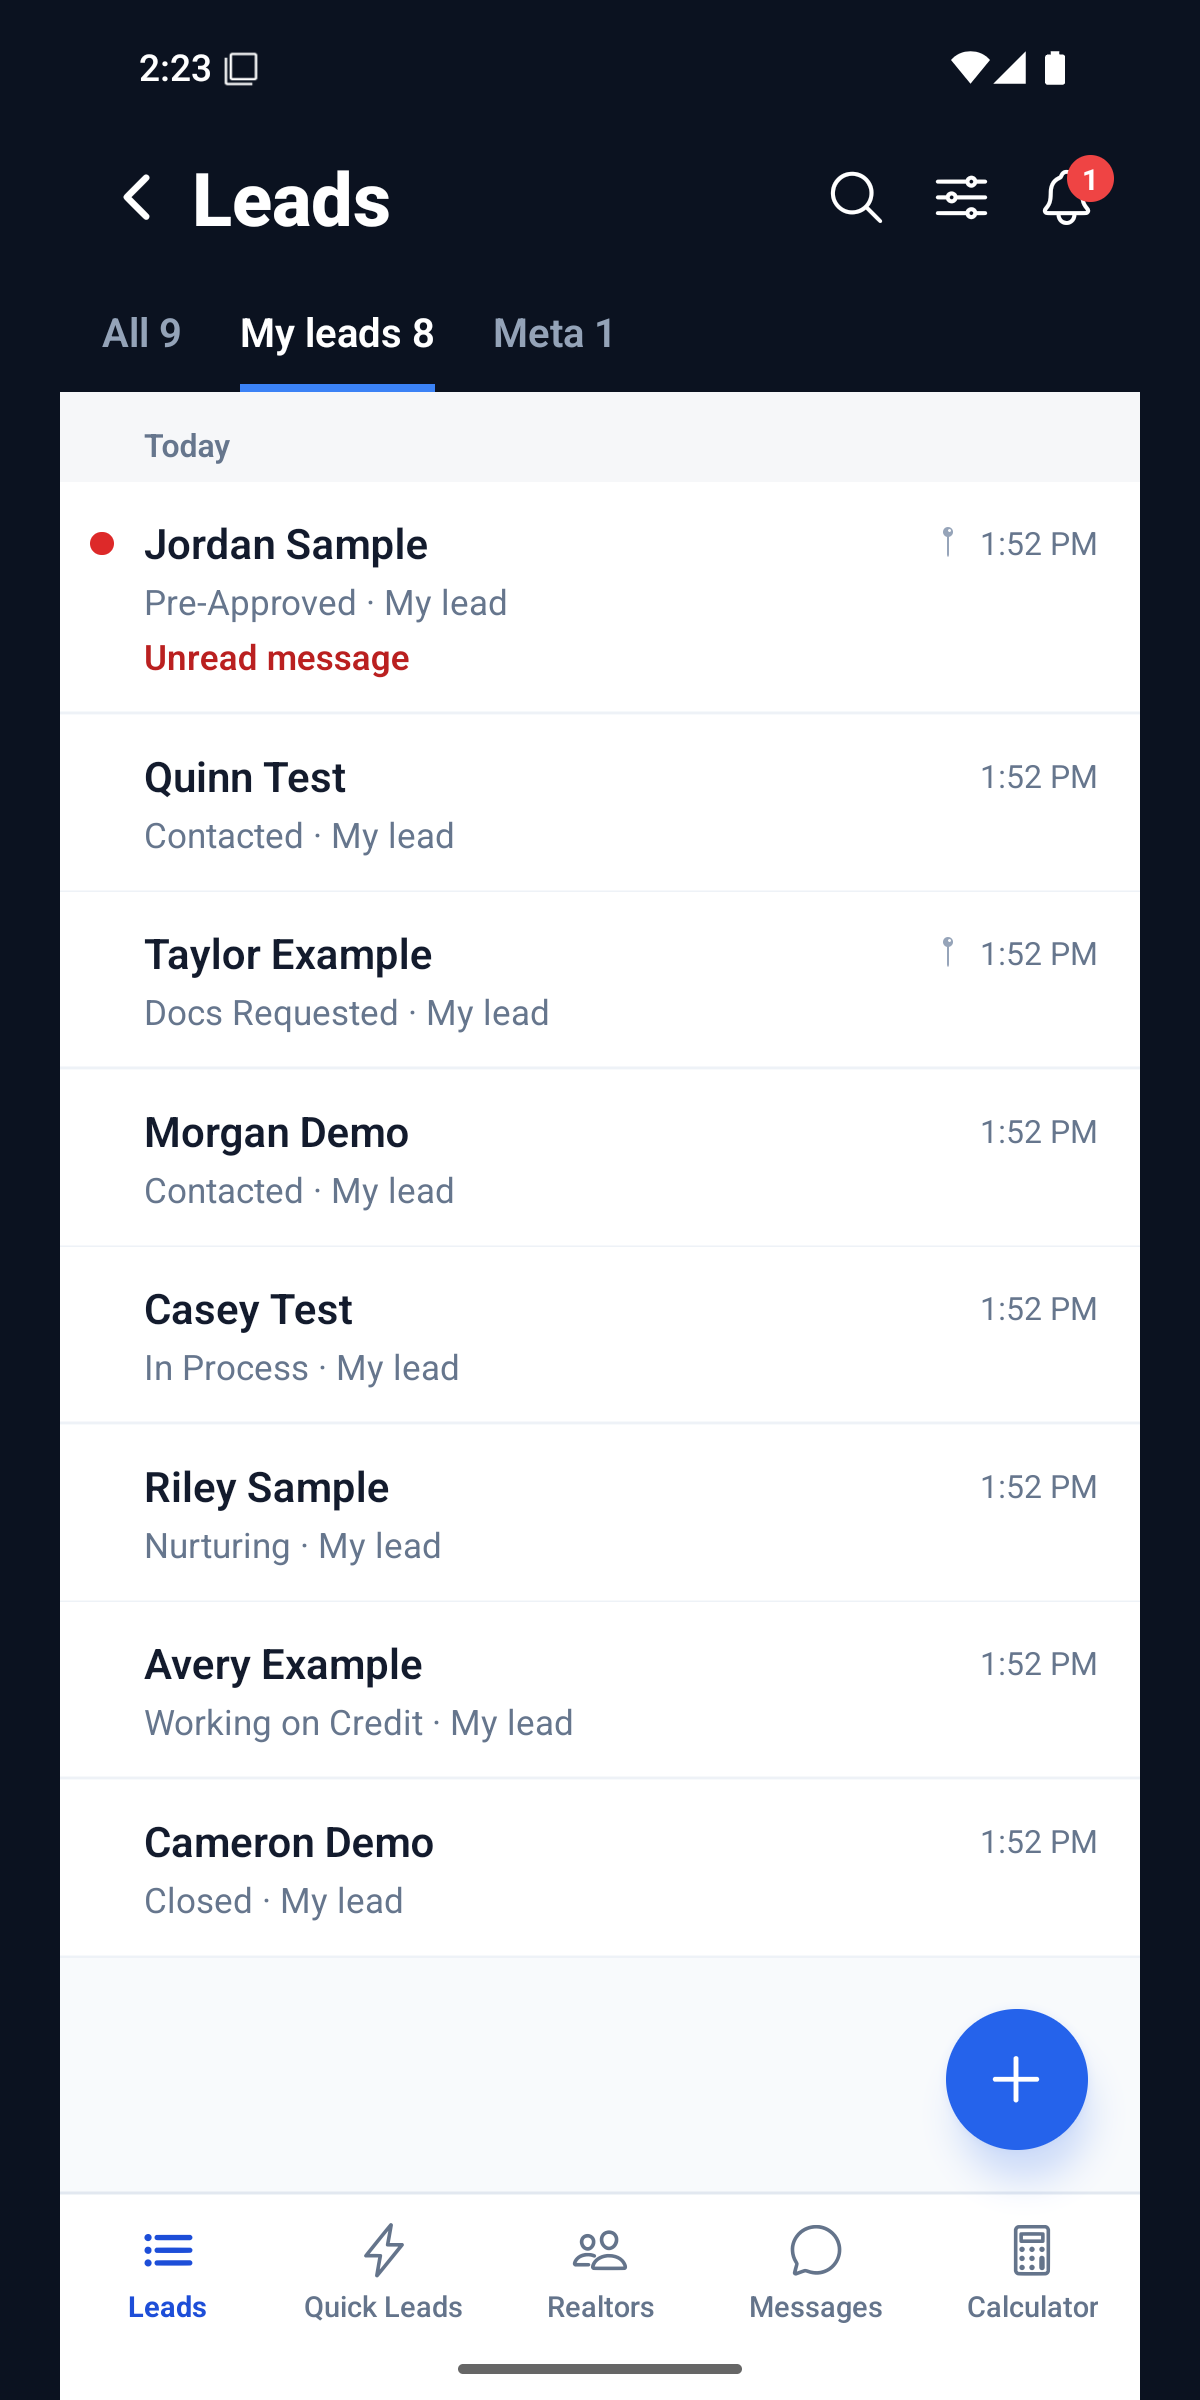 2:23
Leads
1
All 9 My leads 8 Meta 1
Today
Jordan Sample 1:52 PM
Pre-Approved · My lead
Unread message
Quinn Test 1:52 PM
Contacted · My lead
Taylor Example 1:52 PM
Docs Requested · My lead
Morgan Demo 1:52 PM
Contacted · My lead
Casey Test 1:52 PM
In Process · My lead
Riley Sample 1:52 PM
Nurturing · My lead
Avery Example 1:52 PM
Working on Credit · My lead
Cameron Demo 1:52 PM
Closed · My lead
Leads Quick Leads Realtors Messages Calculator